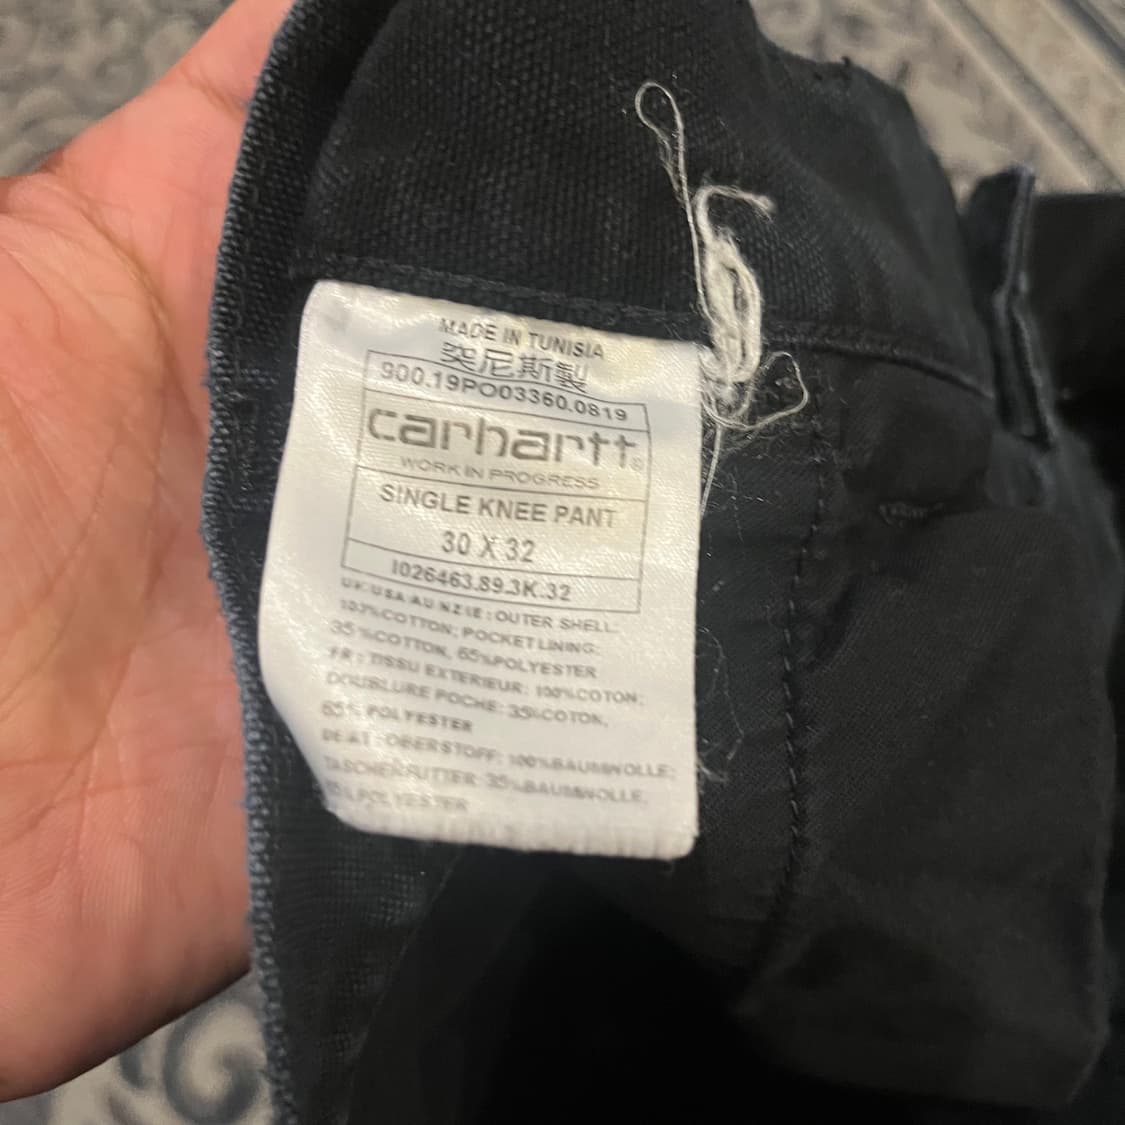 MADE IN TUNISIA
突尼斯製
900.19PO03360.0819
carhartt®
WORK IN PROGRESS
SINGLE KNEE PANT
30 X 32
I026463.89.3K.32
UK/USA/AU/NZ/IE: OUTER SHELL:
100%COTTON; POCKET LINING:
35%COTTON, 65%POLYESTER
FR: TISSU EXTERIEUR: 100%COTON;
DOUBLURE POCHE: 35%COTON,
65% POLYESTER
DE/AT: OBERSTOFF: 100%BAUMWOLLE;
TASCHENFUTTER: 35%BAUMWOLLE,
65%POLYESTER